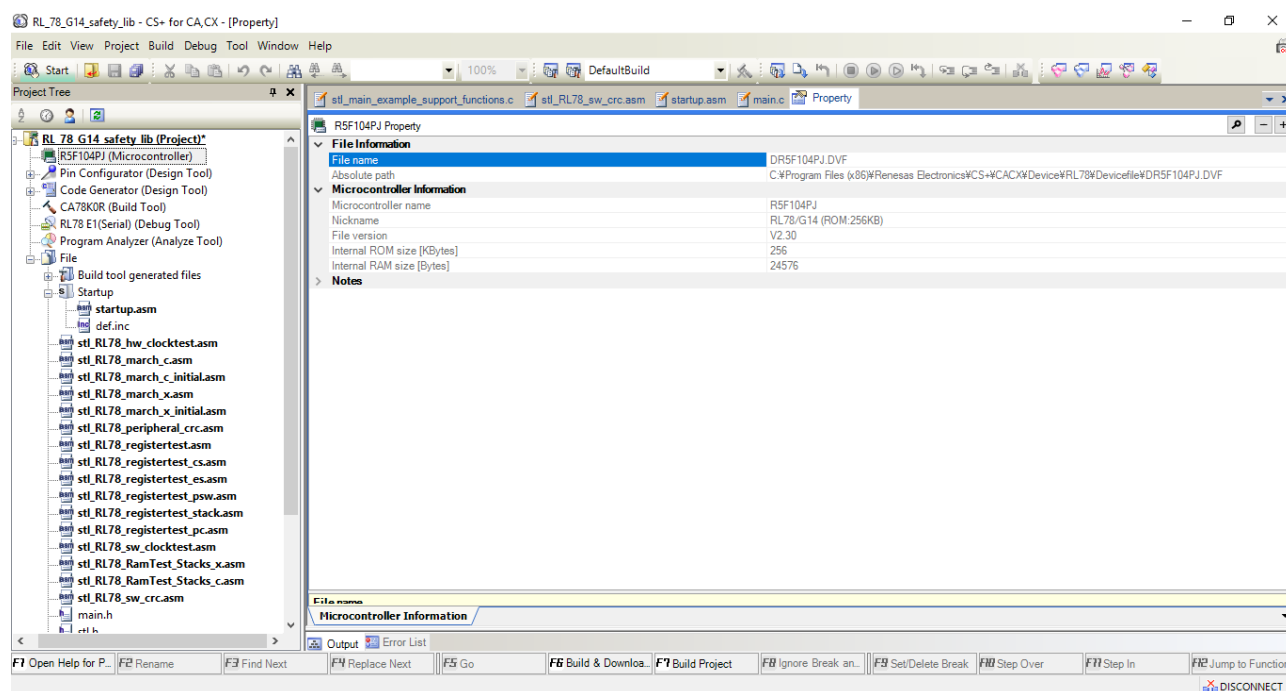 RL_78_G14_safety_lib - CS+ for CA,CX - [Property]
File Edit View Project Build Debug Tool Window Help
Start 100% DefaultBuild
Project Tree
stl_main_example_support_functions.c stl_RL78_sw_crc.asm startup.asm main.c Property
RL_78_G14_safety_lib (Project)*
R5F104PJ (Microcontroller)
Pin Configurator (Design Tool)
Code Generator (Design Tool)
CA78K0R (Build Tool)
RL78 E1(Serial) (Debug Tool)
Program Analyzer (Analyze Tool)
File
Build tool generated files
Startup
startup.asm
def.inc
stl_RL78_hw_clocktest.asm
stl_RL78_march_c.asm
stl_RL78_march_c_initial.asm
stl_RL78_march_x.asm
stl_RL78_march_x_initial.asm
stl_RL78_peripheral_crc.asm
stl_RL78_registertest.asm
stl_RL78_registertest_cs.asm
stl_RL78_registertest_es.asm
stl_RL78_registertest_psw.asm
stl_RL78_registertest_stack.asm
stl_RL78_registertest_pc.asm
stl_RL78_sw_clocktest.asm
stl_RL78_RamTest_Stacks_x.asm
stl_RL78_RamTest_Stacks_c.asm
stl_RL78_sw_crc.asm
main.h
stl.h
R5F104PJ Property
File Information
File name DR5F104PJ.DVF
Absolute path C:¥Program Files (x86)¥Renesas Electronics¥CS+¥CACX¥Device¥RL78¥Devicefile¥DR5F104PJ.DVF
Microcontroller Information
Microcontroller name R5F104PJ
Nickname RL78/G14 (ROM:256KB)
File version V2.30
Internal ROM size [KBytes] 256
Internal RAM size [Bytes] 24576
Notes
File name
Microcontroller Information
Output Error List
F1 Open Help for P... F2 Rename F3 Find Next F4 Replace Next F5 Go F6 Build & Downloa... F7 Build Project F8 Ignore Break an... F9 Set/Delete Break F10 Step Over F11 Step In F12 Jump to Function
DISCONNECT